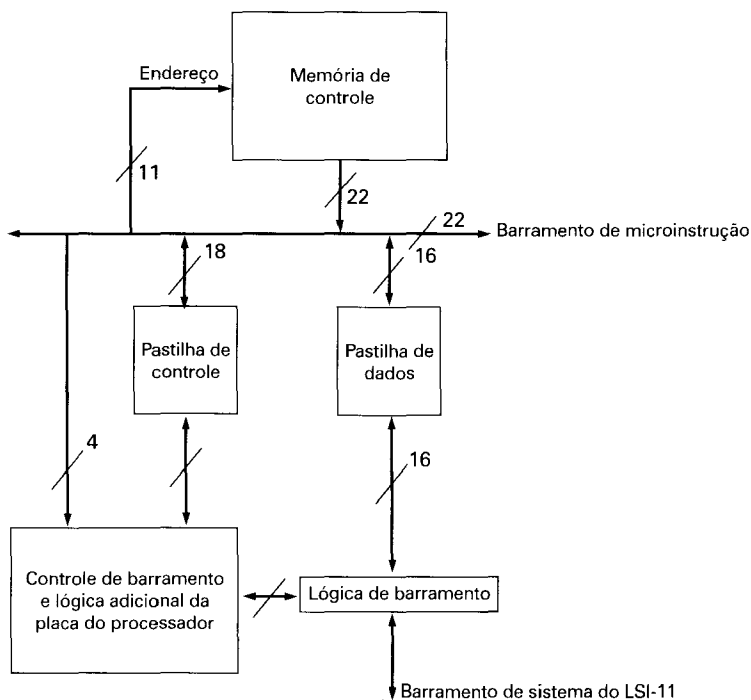 Endereço
Memória de
controle
11
22
22
Barramento de microinstrução
18
16
Pastilha de
controle
Pastilha de
dados
4
16
Controle de barramento
e lógica adicional da
placa do processador
Lógica de barramento
Barramento de sistema do LSI-11